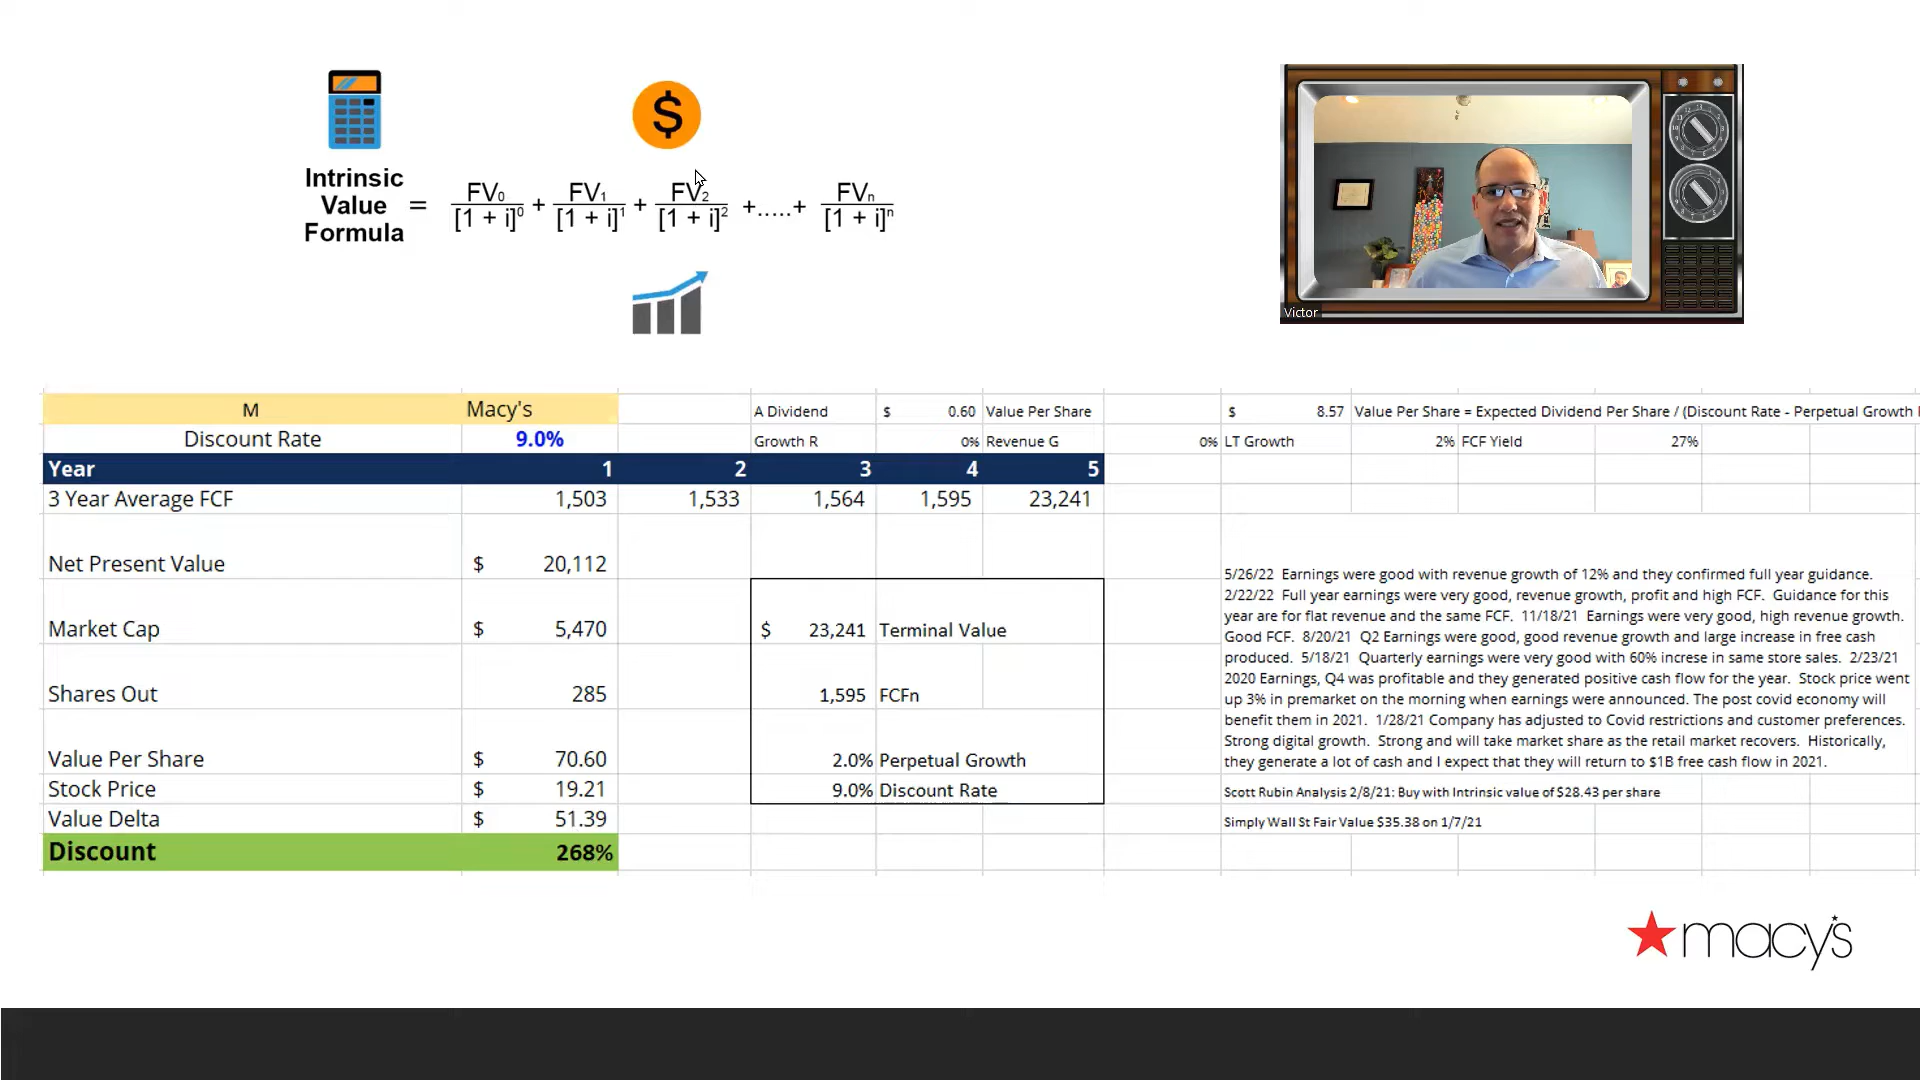 Intrinsic
Value
Formula
= FV0 / [1 + i]0 + FV1 / [1 + i]1 + FV2 / [1 + i]2 +.....+ FVn / [1 + i]n
$
Victor
M Macy's A Dividend $ 0.60 Value Per Share $ 8.57 Value Per Share = Expected Dividend Per Share / (Discount Rate - Perpetual Growth
Discount Rate 9.0% Growth R 0% Revenue G 0% LT Growth 2% FCF Yield 27%
Year 1 2 3 4 5
3 Year Average FCF 1,503 1,533 1,564 1,595 23,241
Net Present Value $ 20,112
Market Cap $ 5,470 $ 23,241 Terminal Value
Shares Out 285 1,595 FCFn
Value Per Share $ 70.60 2.0% Perpetual Growth
Stock Price $ 19.21 9.0% Discount Rate
Value Delta $ 51.39
Discount 268%
5/26/22 Earnings were good with revenue growth of 12% and they confirmed full year guidance.
2/22/22 Full year earnings were very good, revenue growth, profit and high FCF. Guidance for this
year are for flat revenue and the same FCF. 11/18/21 Earnings were very good, high revenue growth.
Good FCF. 8/20/21 Q2 Earnings were good, good revenue growth and large increase in free cash
produced. 5/18/21 Quarterly earnings were very good with 60% increse in same store sales. 2/23/21
2020 Earnings, Q4 was profitable and they generated positive cash flow for the year. Stock price went
up 3% in premarket on the morning when earnings were announced. The post covid economy will
benefit them in 2021. 1/28/21 Company has adjusted to Covid restrictions and customer preferences.
Strong digital growth. Strong and will take market share as the retail market recovers. Historically,
they generate a lot of cash and I expect that they will return to $1B free cash flow in 2021.
Scott Rubin Analysis 2/8/21: Buy with Intrinsic value of $28.43 per share
Simply Wall St Fair Value $35.38 on 1/7/21
macy's